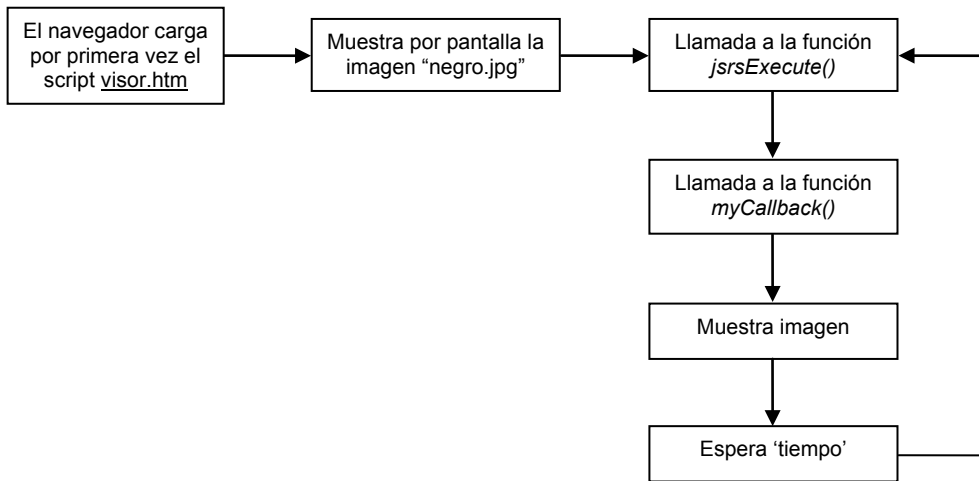 El navegador carga
por primera vez el
script visor.htm
Muestra por pantalla la
imagen “negro.jpg”
Llamada a la función
jsrsExecute()
Llamada a la función
myCallback()
Muestra imagen
Espera ‘tiempo’